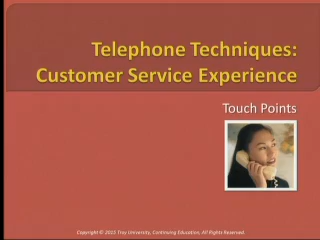 Telephone Techniques:
Customer Service Experience
Touch Points
Copyright © 2015 Troy University, Continuing Education, All Rights Reserved.